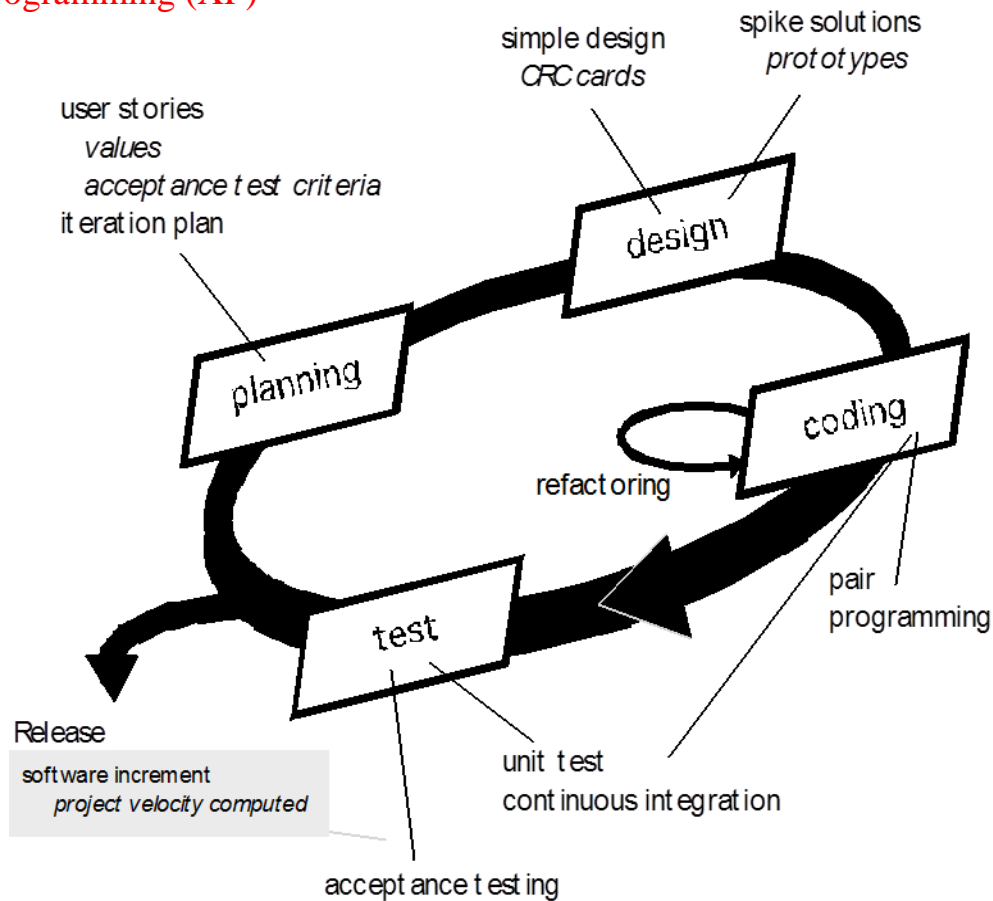 ogramming (XP)
simple design
CRC cards
spike solutions
prototypes
user stories
values
acceptance test criteria
iteration plan
design
planning
coding
refactoring
pair
programming
test
Release
software increment
project velocity computed
unit test
continuous integration
acceptance testing